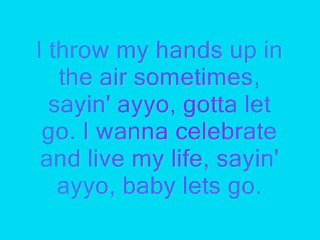 I throw my hands up in
the air sometimes,
sayin' ayyo, gotta let
go. I wanna celebrate
and live my life, sayin'
ayyo, baby lets go.